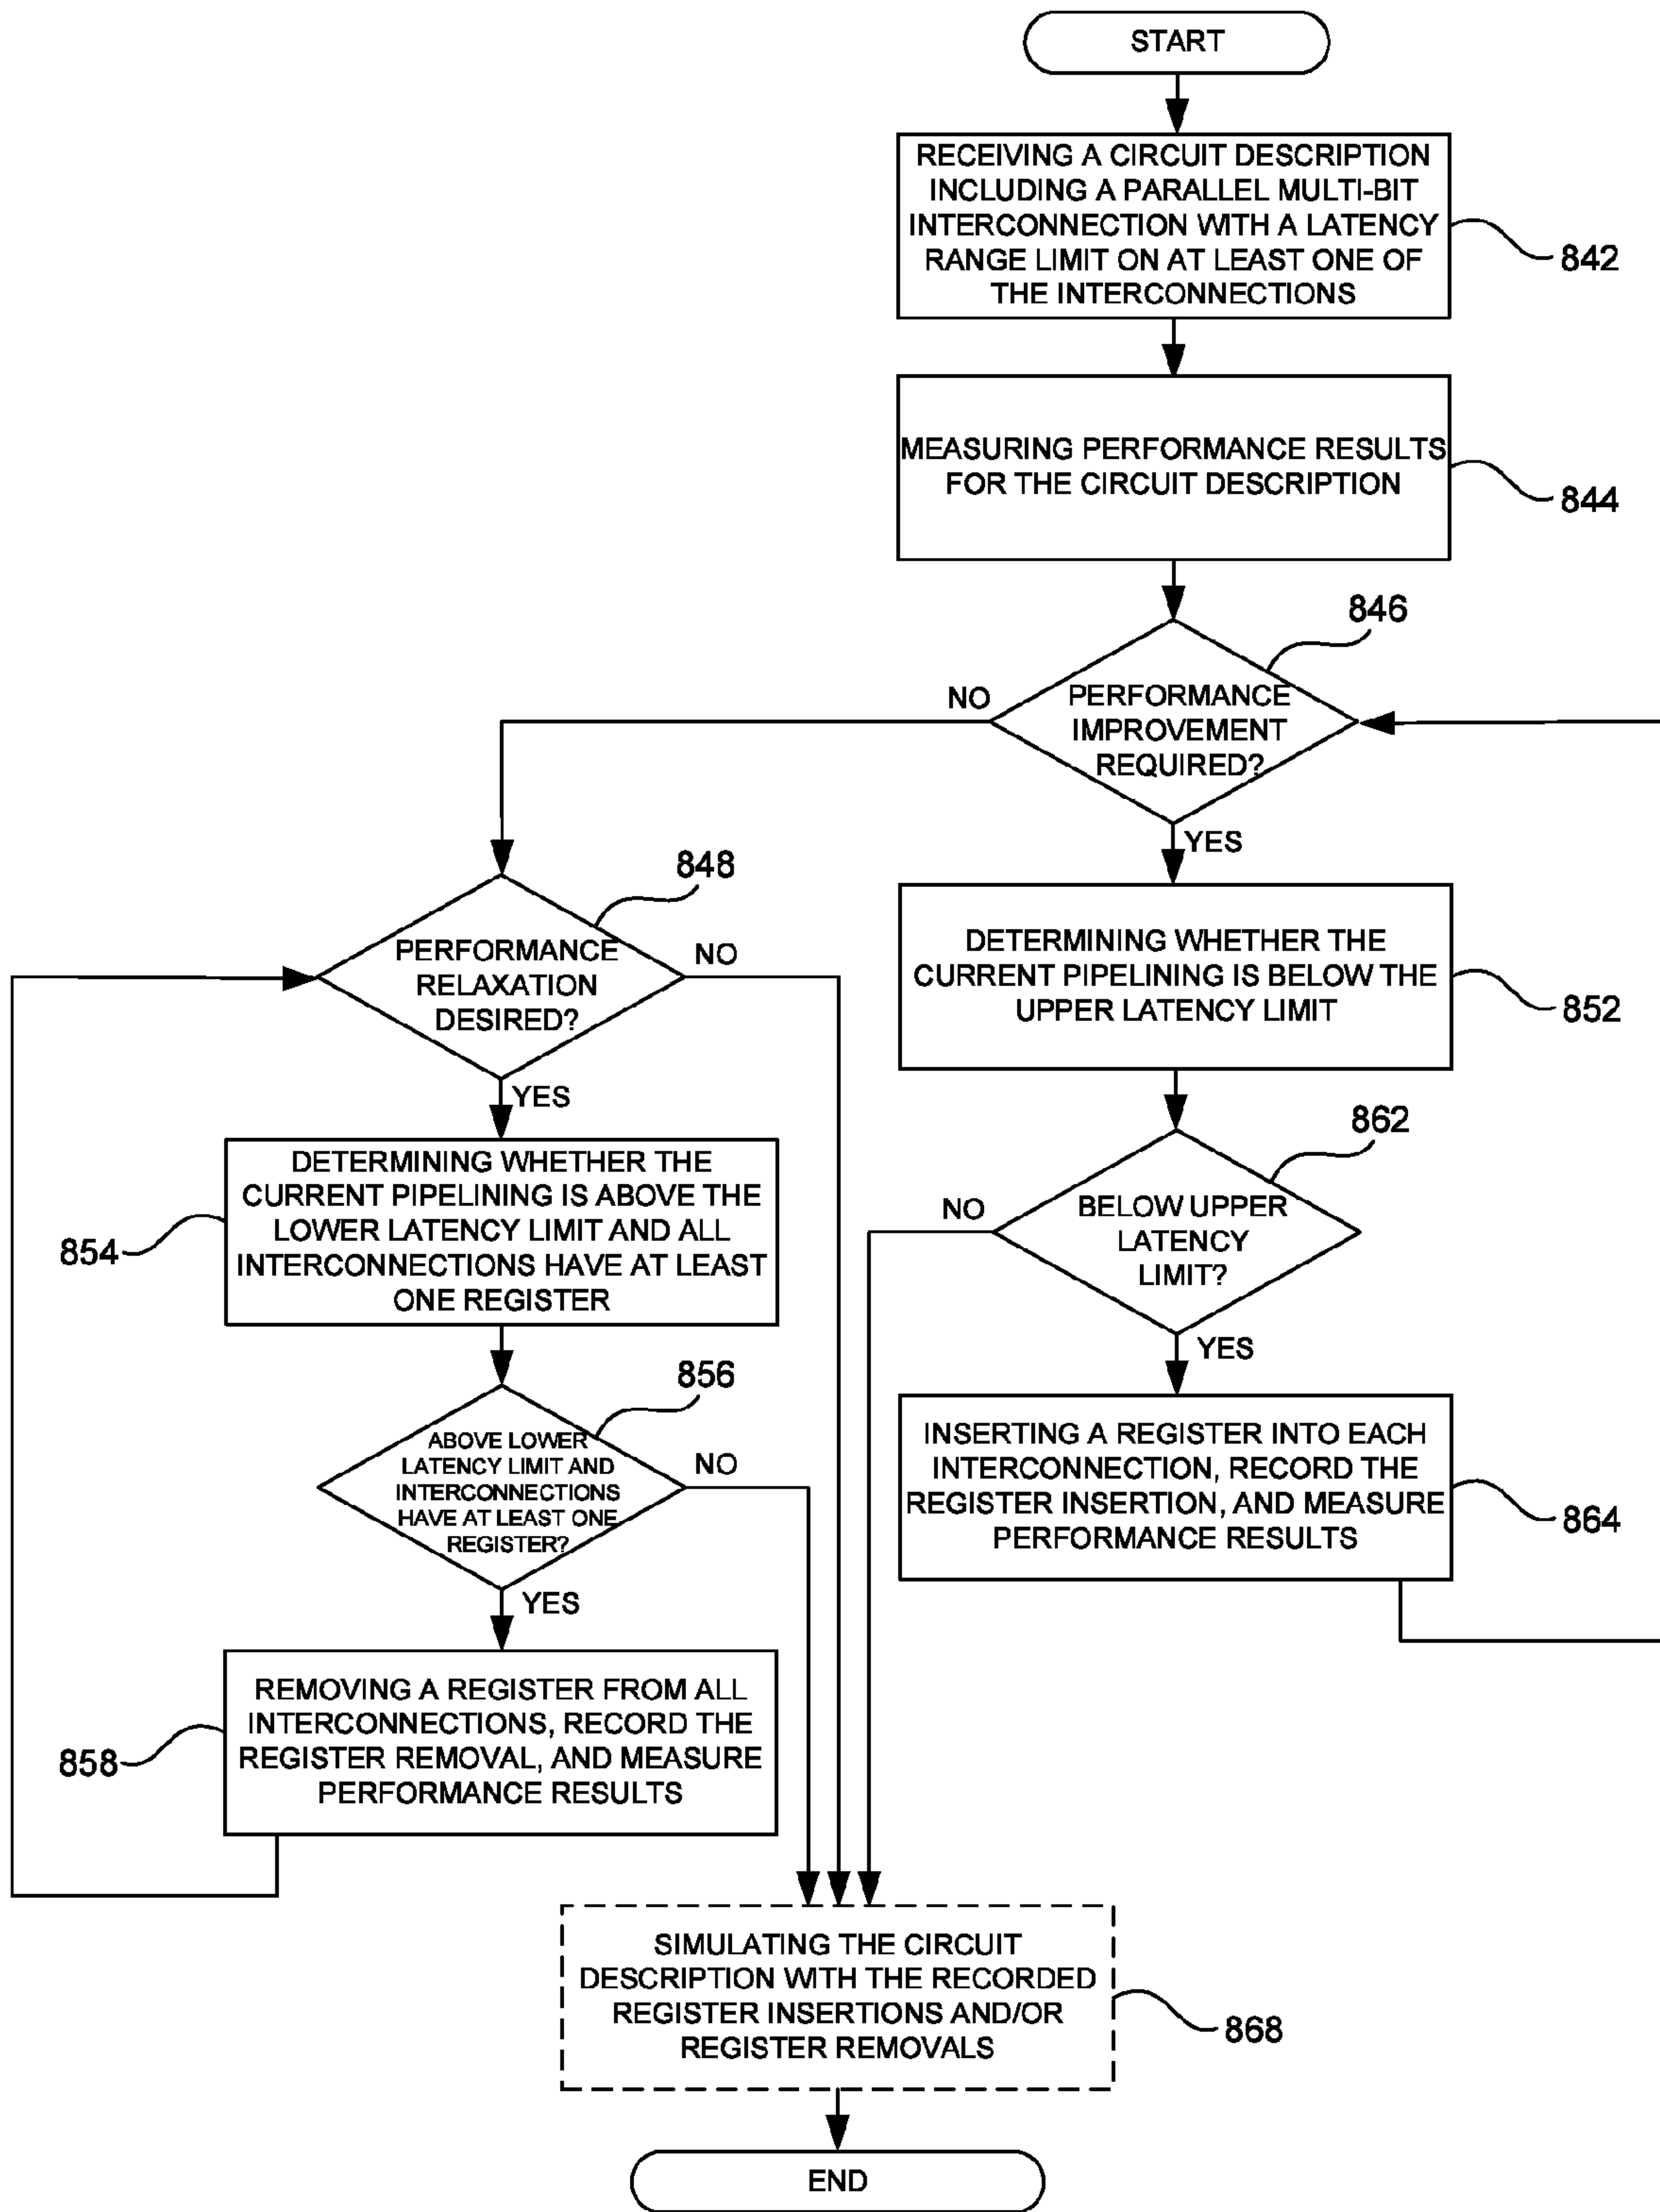 START
RECEIVING A CIRCUIT DESCRIPTION
INCLUDING A PARALLEL MULTI-BIT
INTERCONNECTION WITH A LATENCY
RANGE LIMIT ON AT LEAST ONE OF
THE INTERCONNECTIONS
842
MEASURING PERFORMANCE RESULTS
FOR THE CIRCUIT DESCRIPTION
844
846
NO
PERFORMANCE
IMPROVEMENT
REQUIRED?
YES
848
PERFORMANCE
RELAXATION
DESIRED?
NO
YES
DETERMINING WHETHER THE
CURRENT PIPELINING IS BELOW THE
UPPER LATENCY LIMIT
852
DETERMINING WHETHER THE
CURRENT PIPELINING IS ABOVE THE
LOWER LATENCY LIMIT AND ALL
INTERCONNECTIONS HAVE AT LEAST
ONE REGISTER
854
862
NO
BELOW UPPER
LATENCY
LIMIT?
YES
856
ABOVE LOWER
LATENCY LIMIT AND
INTERCONNECTIONS
HAVE AT LEAST ONE
REGISTER?
NO
YES
INSERTING A REGISTER INTO EACH
INTERCONNECTION, RECORD THE
REGISTER INSERTION, AND MEASURE
PERFORMANCE RESULTS
864
REMOVING A REGISTER FROM ALL
INTERCONNECTIONS, RECORD THE
REGISTER REMOVAL, AND MEASURE
PERFORMANCE RESULTS
858
SIMULATING THE CIRCUIT
DESCRIPTION WITH THE RECORDED
REGISTER INSERTIONS AND/OR
REGISTER REMOVALS
868
END